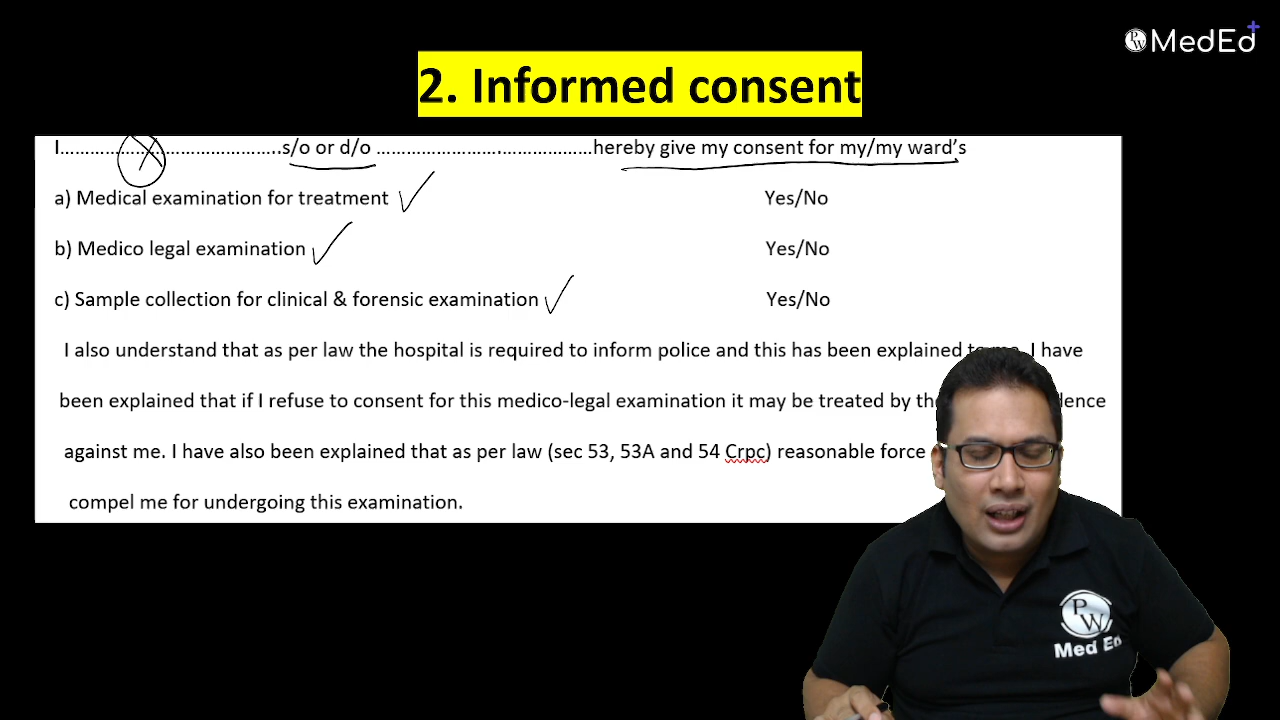 PW MedEd+
2. Informed consent
I……………………………………..s/o or d/o …………………….………………hereby give my consent for my/my ward's
a) Medical examination for treatment Yes/No
b) Medico legal examination Yes/No
c) Sample collection for clinical & forensic examination Yes/No
I also understand that as per law the hospital is required to inform police and this has been explained to I have
been explained that if I refuse to consent for this medico-legal examination it may be treated by the
against me. I have also been explained that as per law (sec 53, 53A and 54 Crpc) reasonable force
compel me for undergoing this examination.
PW
Med Ed